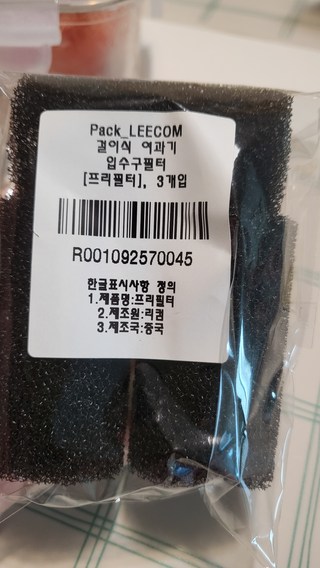 Pack_LEECOM
걸이식 여과기
입수구필터
[프리필터], 3개입
R001092570045
한글표시사항 정의
1.제품명:프리필터
2.제조원:리컴
3.제조국:중국